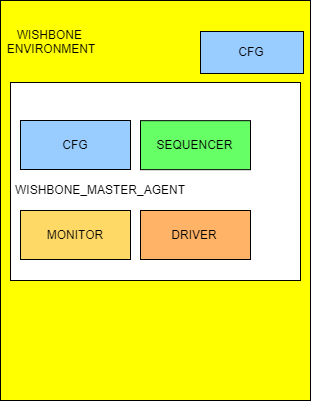 WISHBONE
ENVIRONMENT
CFG
CFG
SEQUENCER
WISHBONE_MASTER_AGENT
MONITOR
DRIVER